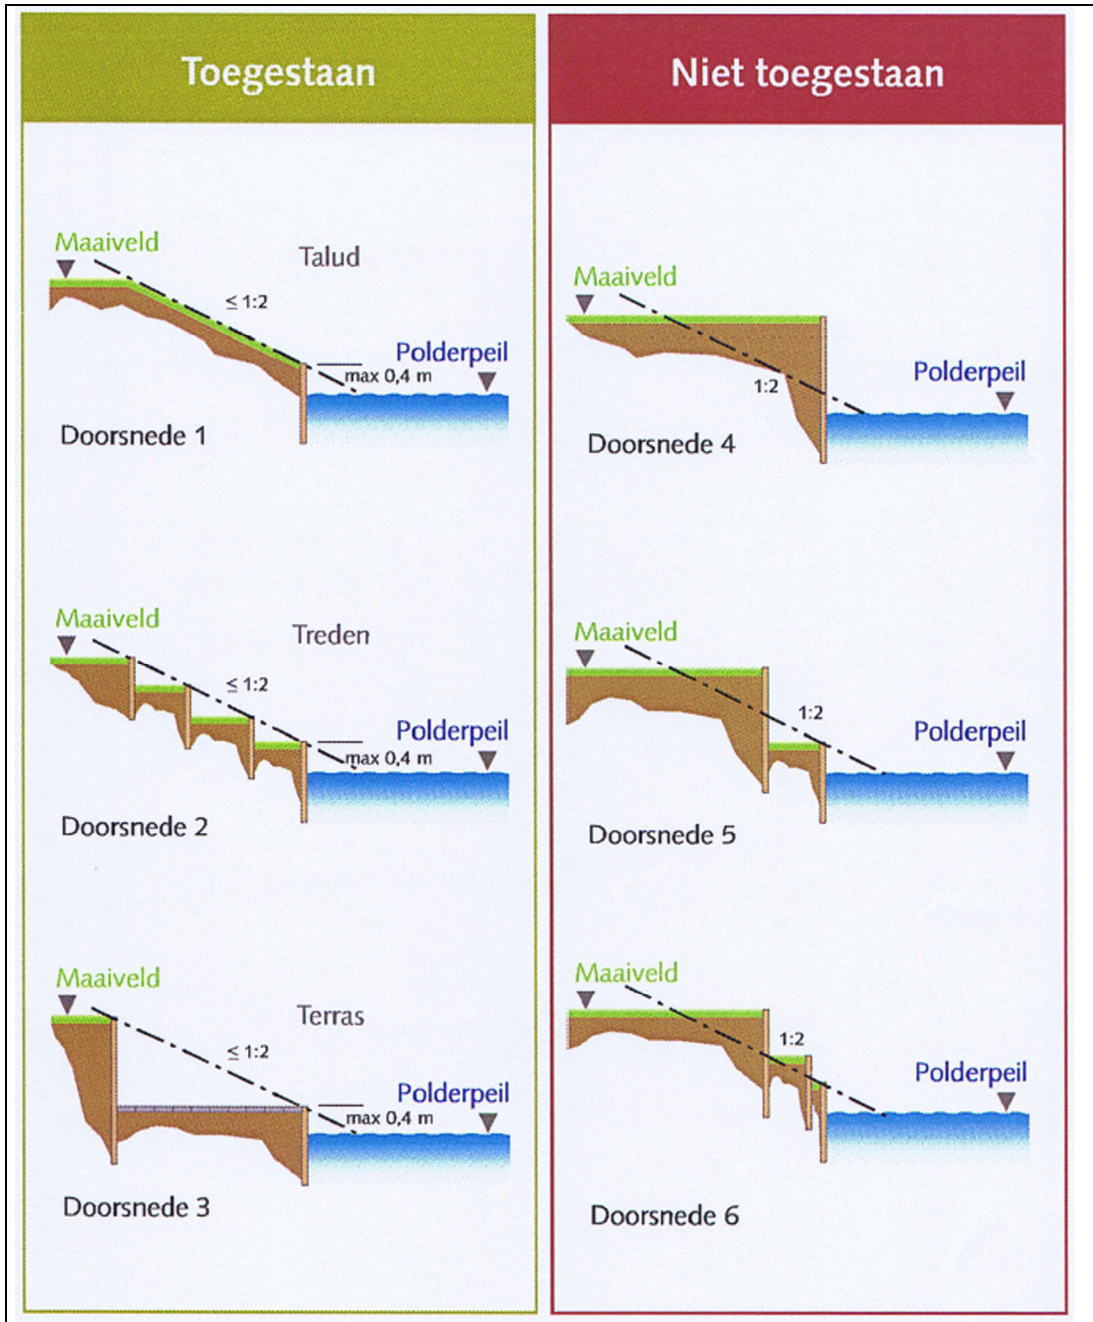 Toegestaan
Maaiveld
Talud
≤ 1:2
Polderpeil
max 0,4 m
Doorsnede 1
Maaiveld
Treden
≤ 1:2
Polderpeil
max 0,4 m
Doorsnede 2
Maaiveld
Terras
≤ 1:2
Polderpeil
max 0,4 m
Doorsnede 3
Niet toegestaan
Maaiveld
Polderpeil
1:2
Doorsnede 4
Maaiveld
1:2
Polderpeil
Doorsnede 5
Maaiveld
1:2
Polderpeil
Doorsnede 6